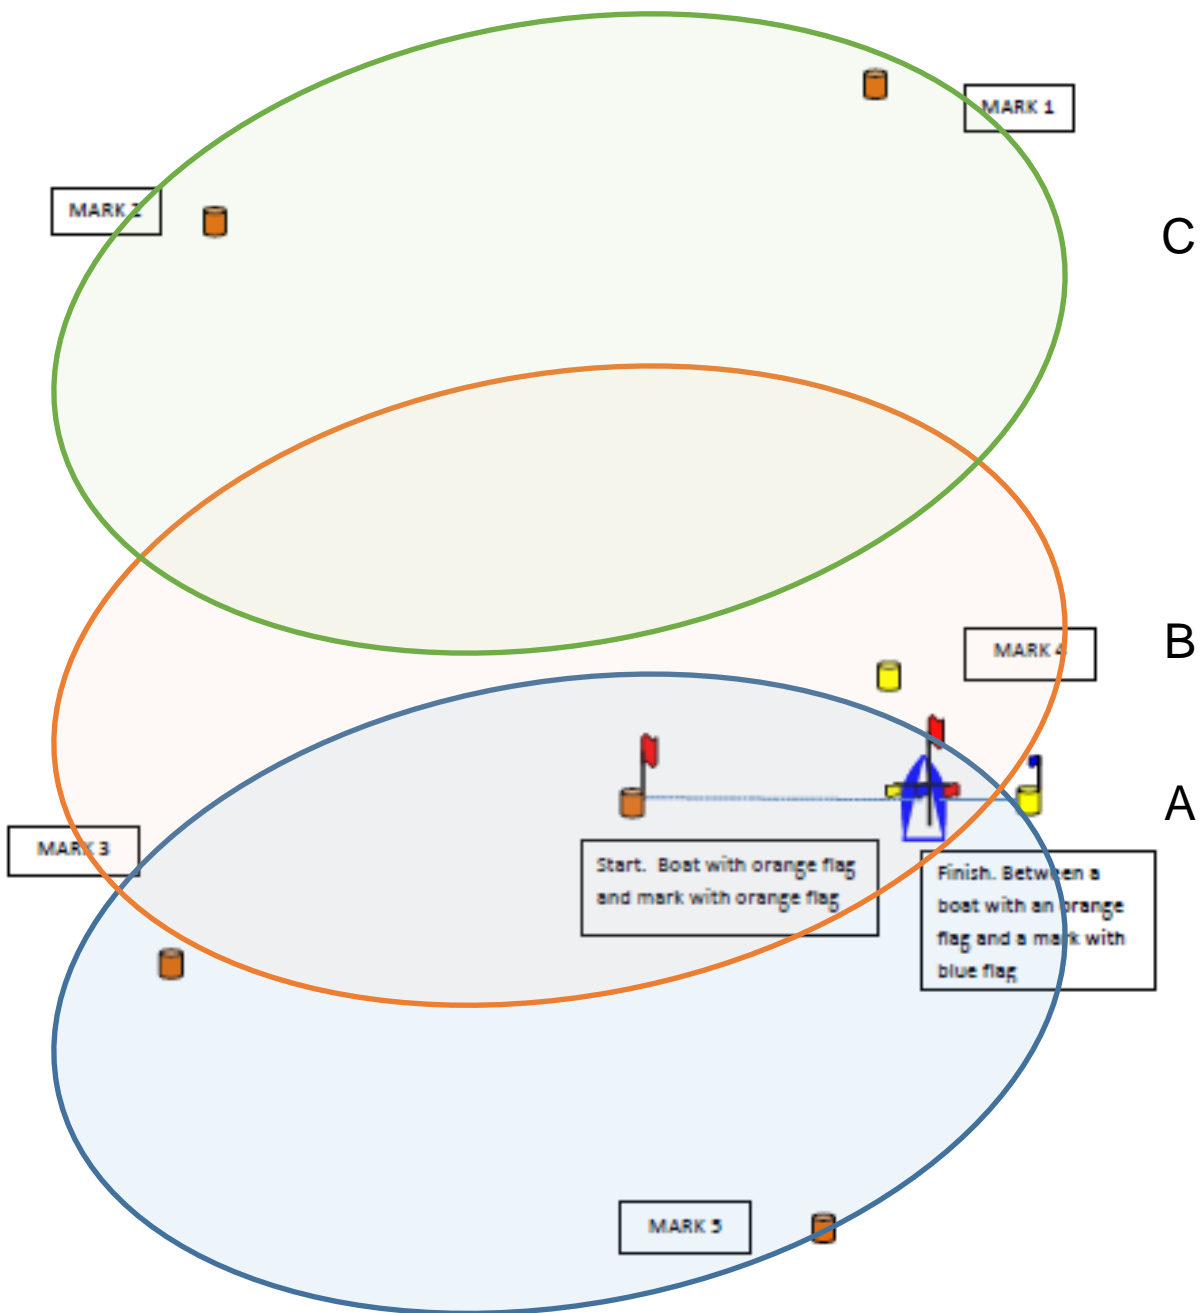 MARK 1
MARK 2
C
B
MARK 4
A
MARK 3
Start. Boat with orange flag
and mark with orange flag
Finish. Between a
boat with an orange
flag and a mark with
blue flag
MARK 5